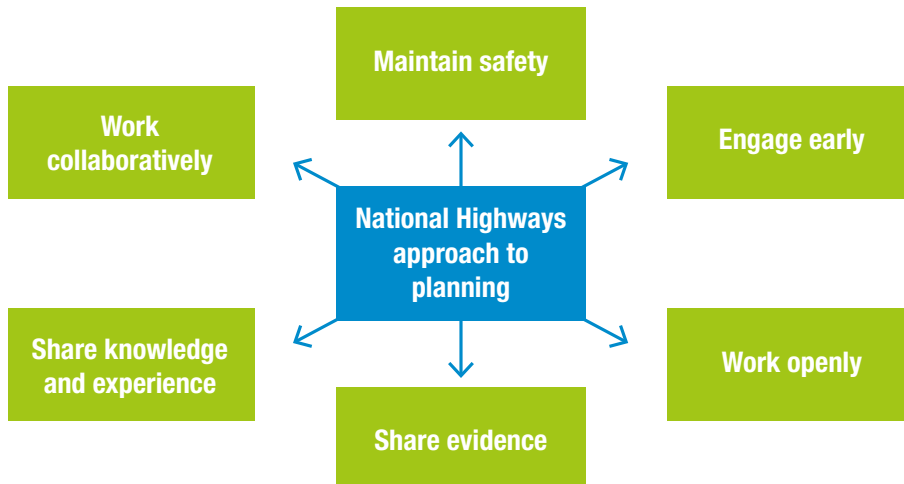 Maintain safety
Work
collaboratively
Engage early
National Highways
approach to
planning
Share knowledge
and experience
Work openly
Share evidence